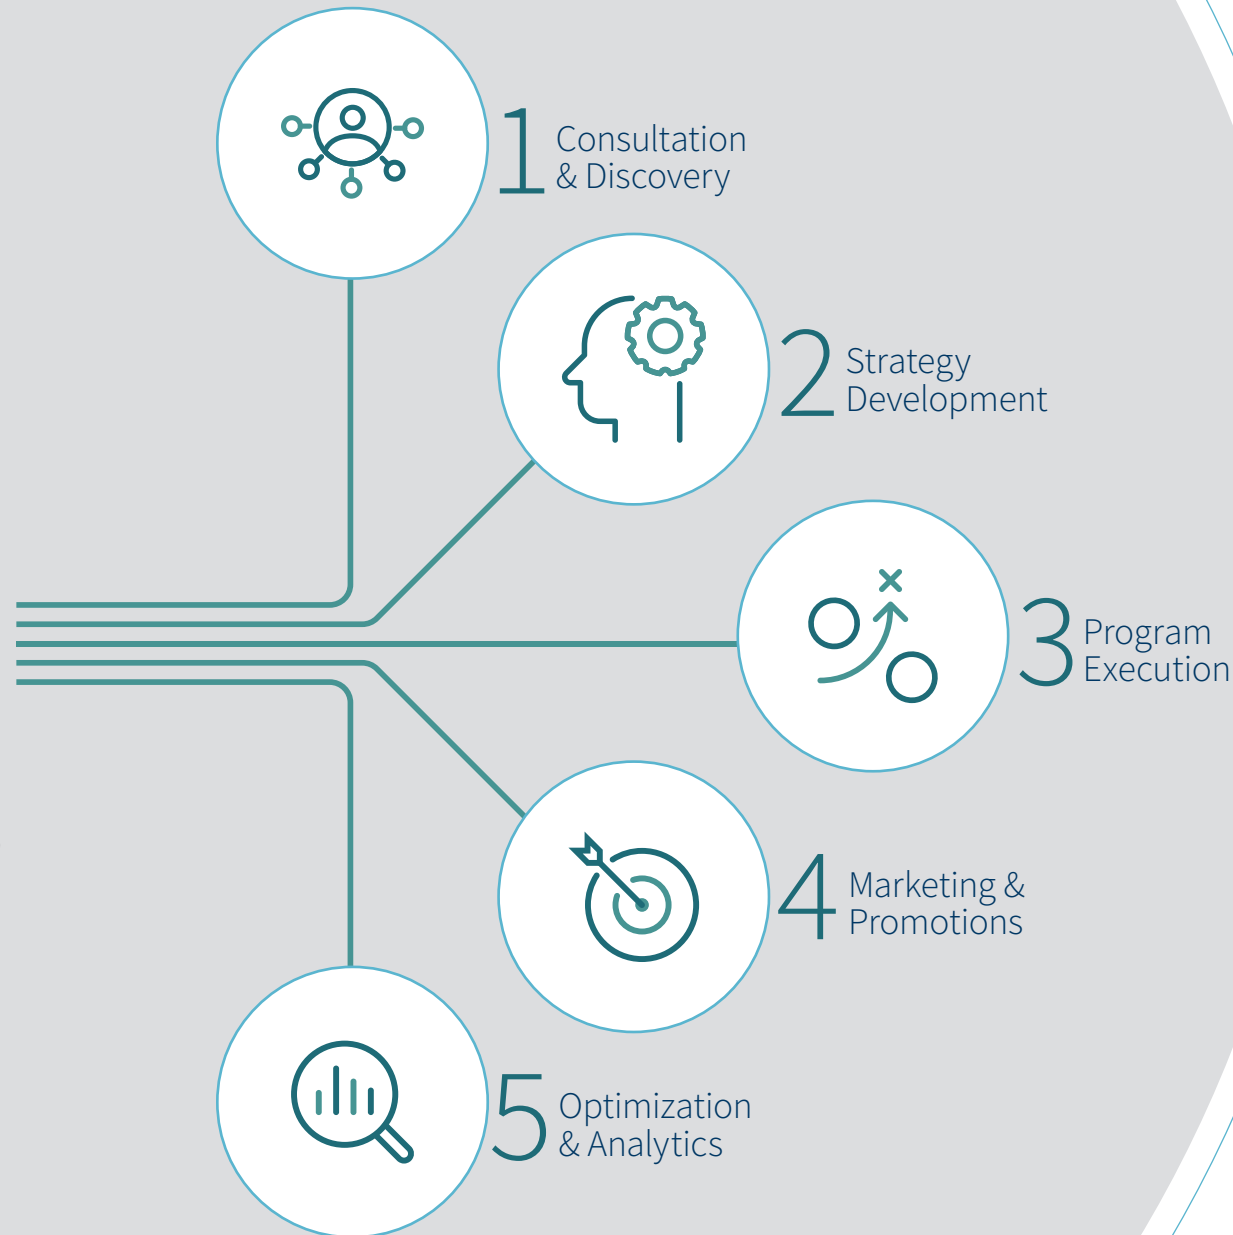 1 Consultation
& Discovery
2 Strategy
Development
3 Program
Execution
4 Marketing &
Promotions
5 Optimization
& Analytics